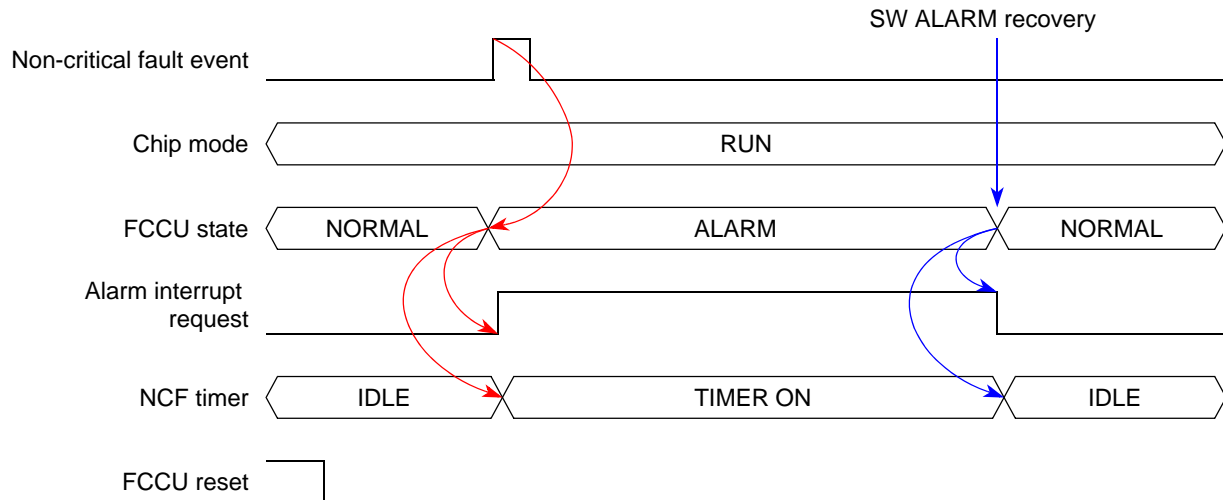 SW ALARM recovery
Non-critical fault event
Chip mode
RUN
FCCU state
NORMAL
ALARM
NORMAL
Alarm interrupt
request
NCF timer
IDLE
TIMER ON
IDLE
FCCU reset